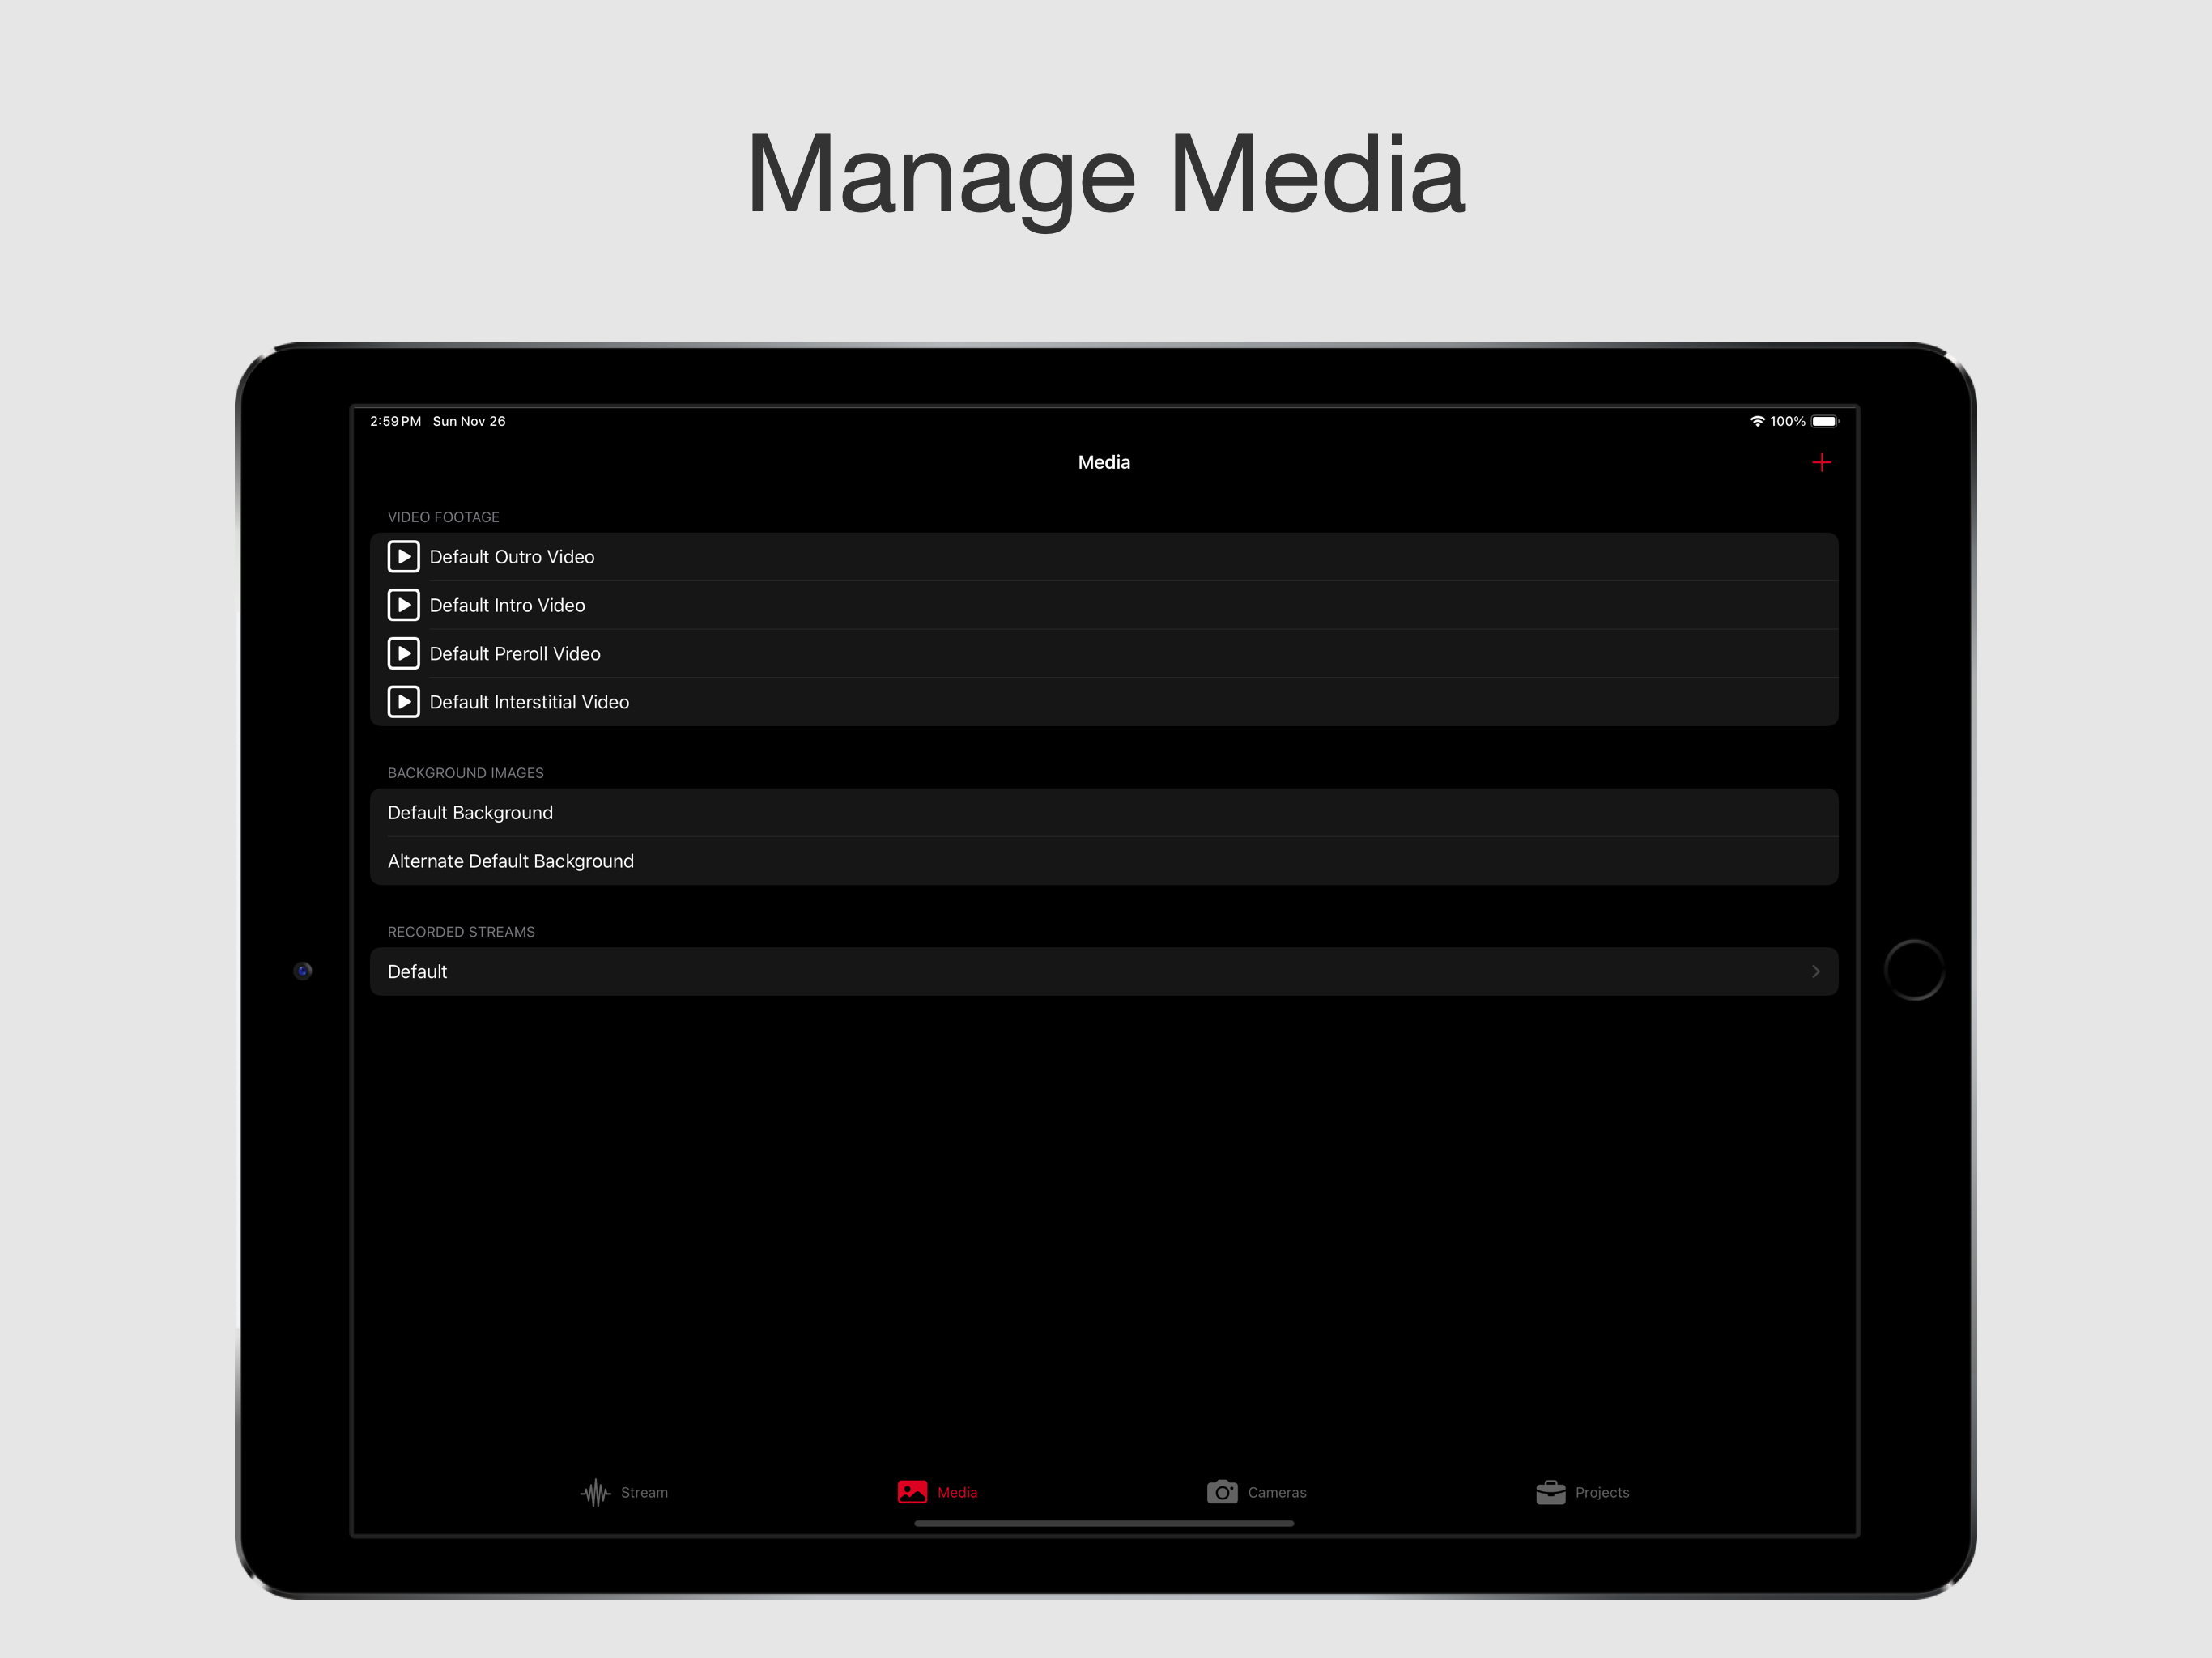 Manage Media
2:59 PM Sun Nov 26
100%
Media
VIDEO FOOTAGE
Default Outro Video
Default Intro Video
Default Preroll Video
Default Interstitial Video
BACKGROUND IMAGES
Default Background
Alternate Default Background
RECORDED STREAMS
Default
Stream
Media
Cameras
Projects